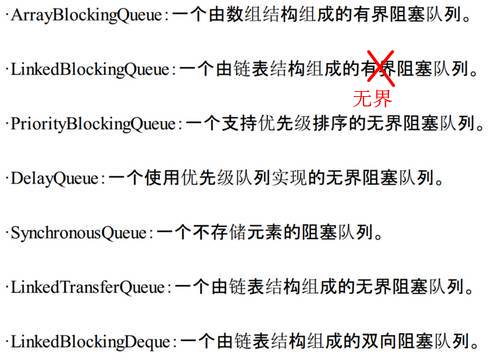 ·ArrayBlockingQueue:一个由数组结构组成的有界阻塞队列。
·LinkedBlockingQueue:一个由链表结构组成的有界阻塞队列。
无界
·PriorityBlockingQueue:一个支持优先级排序的无界阻塞队列。
·DelayQueue:一个使用优先级队列实现的无界阻塞队列。
·SynchronousQueue:一个不存储元素的阻塞队列。
·LinkedTransferQueue:一个由链表结构组成的无界阻塞队列。
·LinkedBlockingDeque:一个由链表结构组成的双向阻塞队列。